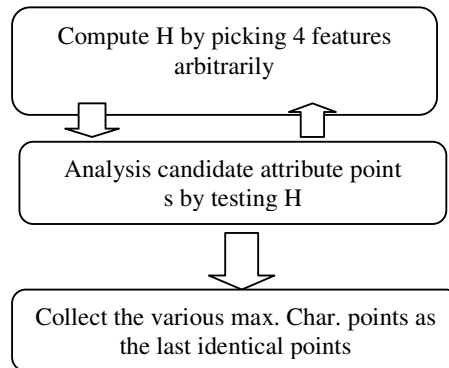 Compute H by picking 4 features
arbitrarily
Analysis candidate attribute point
s by testing H
Collect the various max. Char. points as
the last identical points